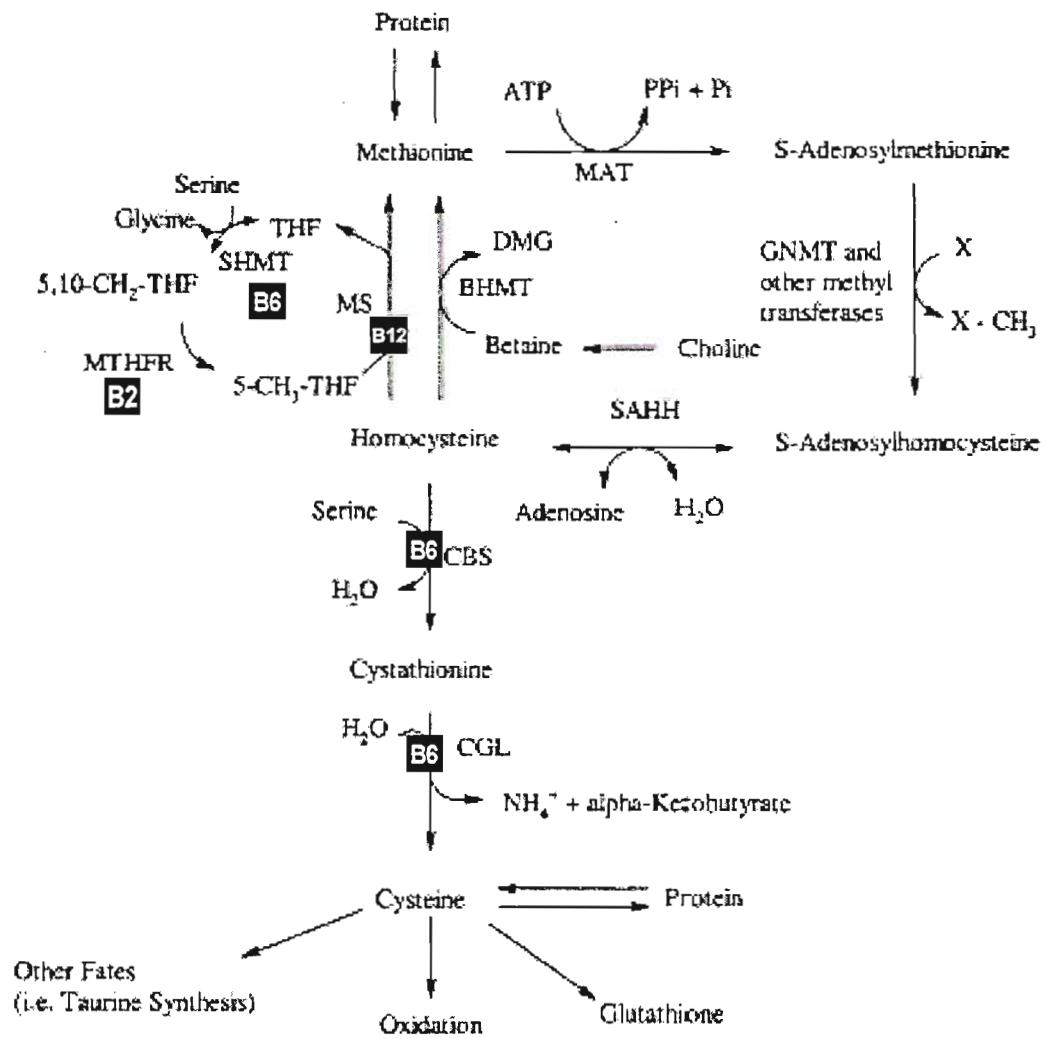 Protein
ATP
PPi + Pi
Methionine
MAT
S-Adenosylmethionine
Serine
Glycine
THF
DMG
GNMT and
other methyl
transferases
X
SHMT
B6
5,10-CH₂-THF
MS
BHMT
B12
X - CH₃
Betaine
Choline
MTHFR
B2
5-CH₃-THF
SAHH
Homocysteine
S-Adenosylhomocysteine
Serine
Adenosine
H₂O
B6
CBS
H₂O
Cystathionine
H₂O
B6
CGL
NH₄⁺ + alpha-Ketobutyrate
Cysteine
Protein
Other Fates
(i.e. Taurine Synthesis)
Glutathione
Oxidation